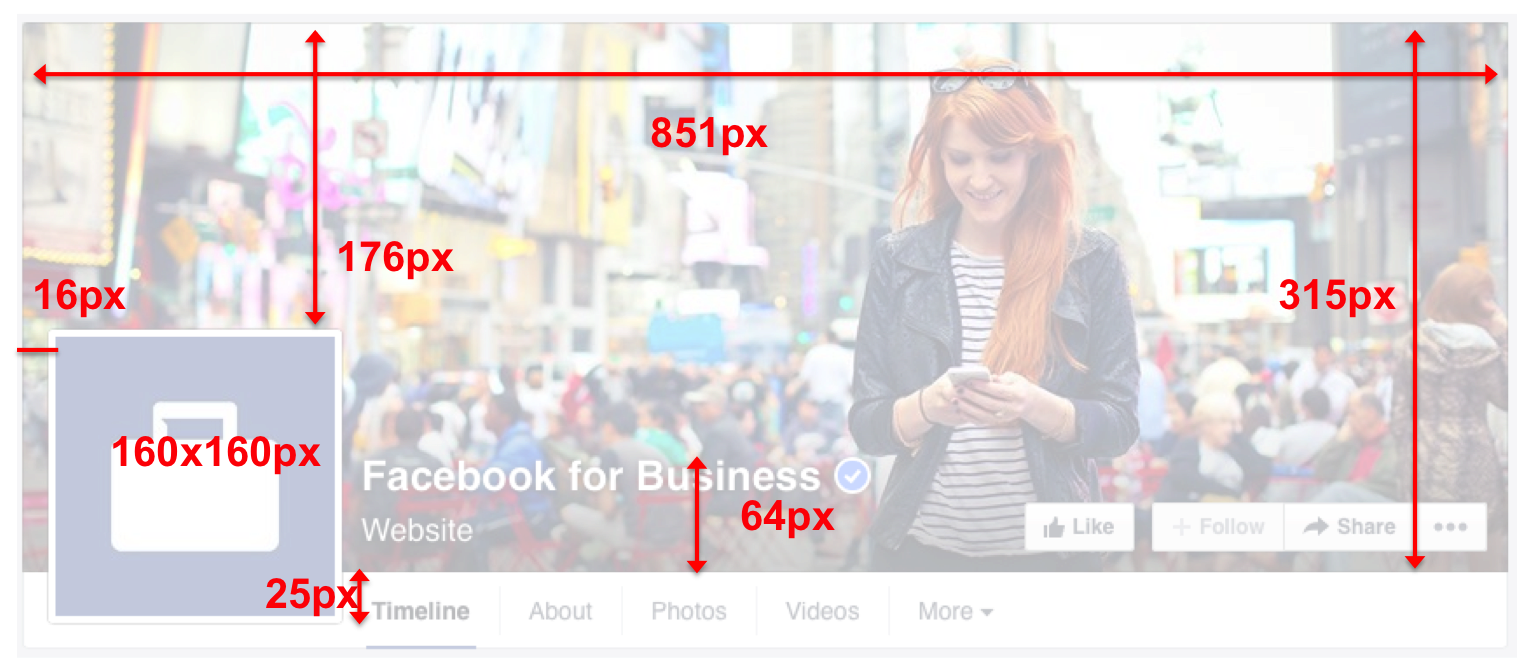 851px
176px
16px
315px
160x160px
Facebook for Business
64px
Website
Like
+ Follow
Share
25px
Timeline
About
Photos
Videos
More